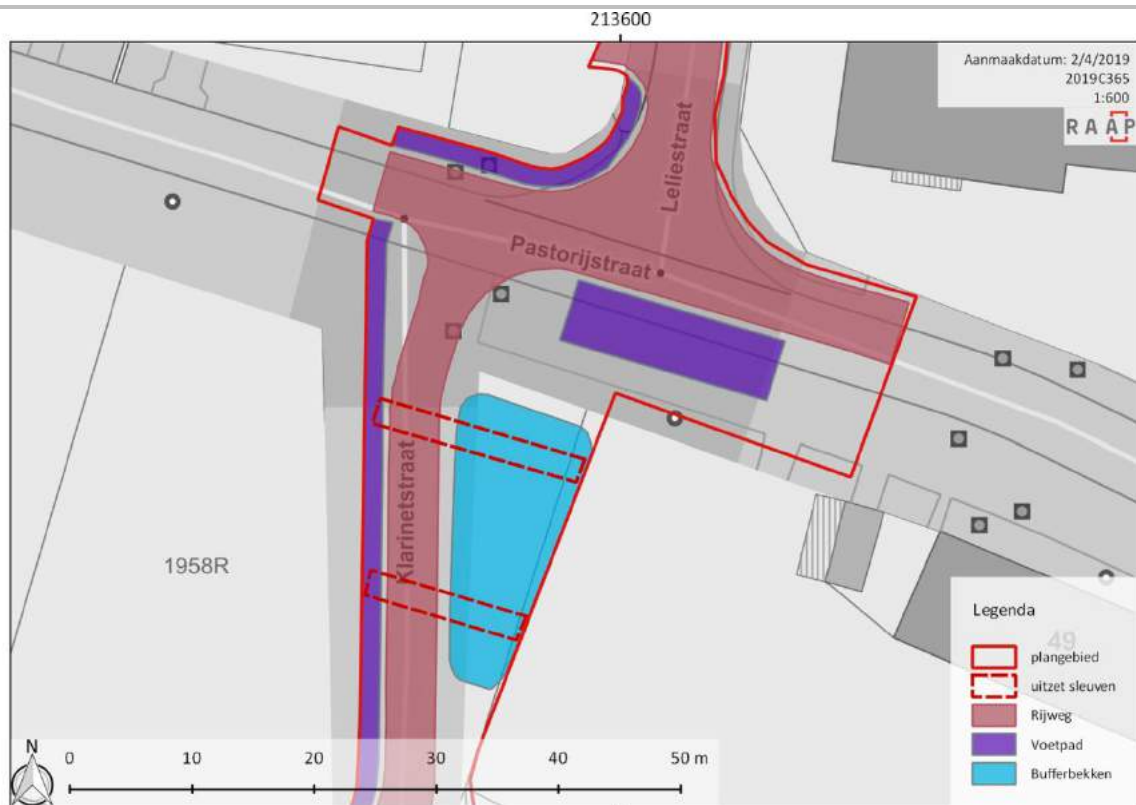 213600
Aanmaakdatum: 2/4/2019
2019C365
1:600
RAAP
Leliestraat
Pastorijstraat
Klarinetstraat
1958R
49
Legenda
plangebied
uitzet sleuven
Rijweg
Voetpad
Bufferbekken
N
0 10 20 30 40 50 m